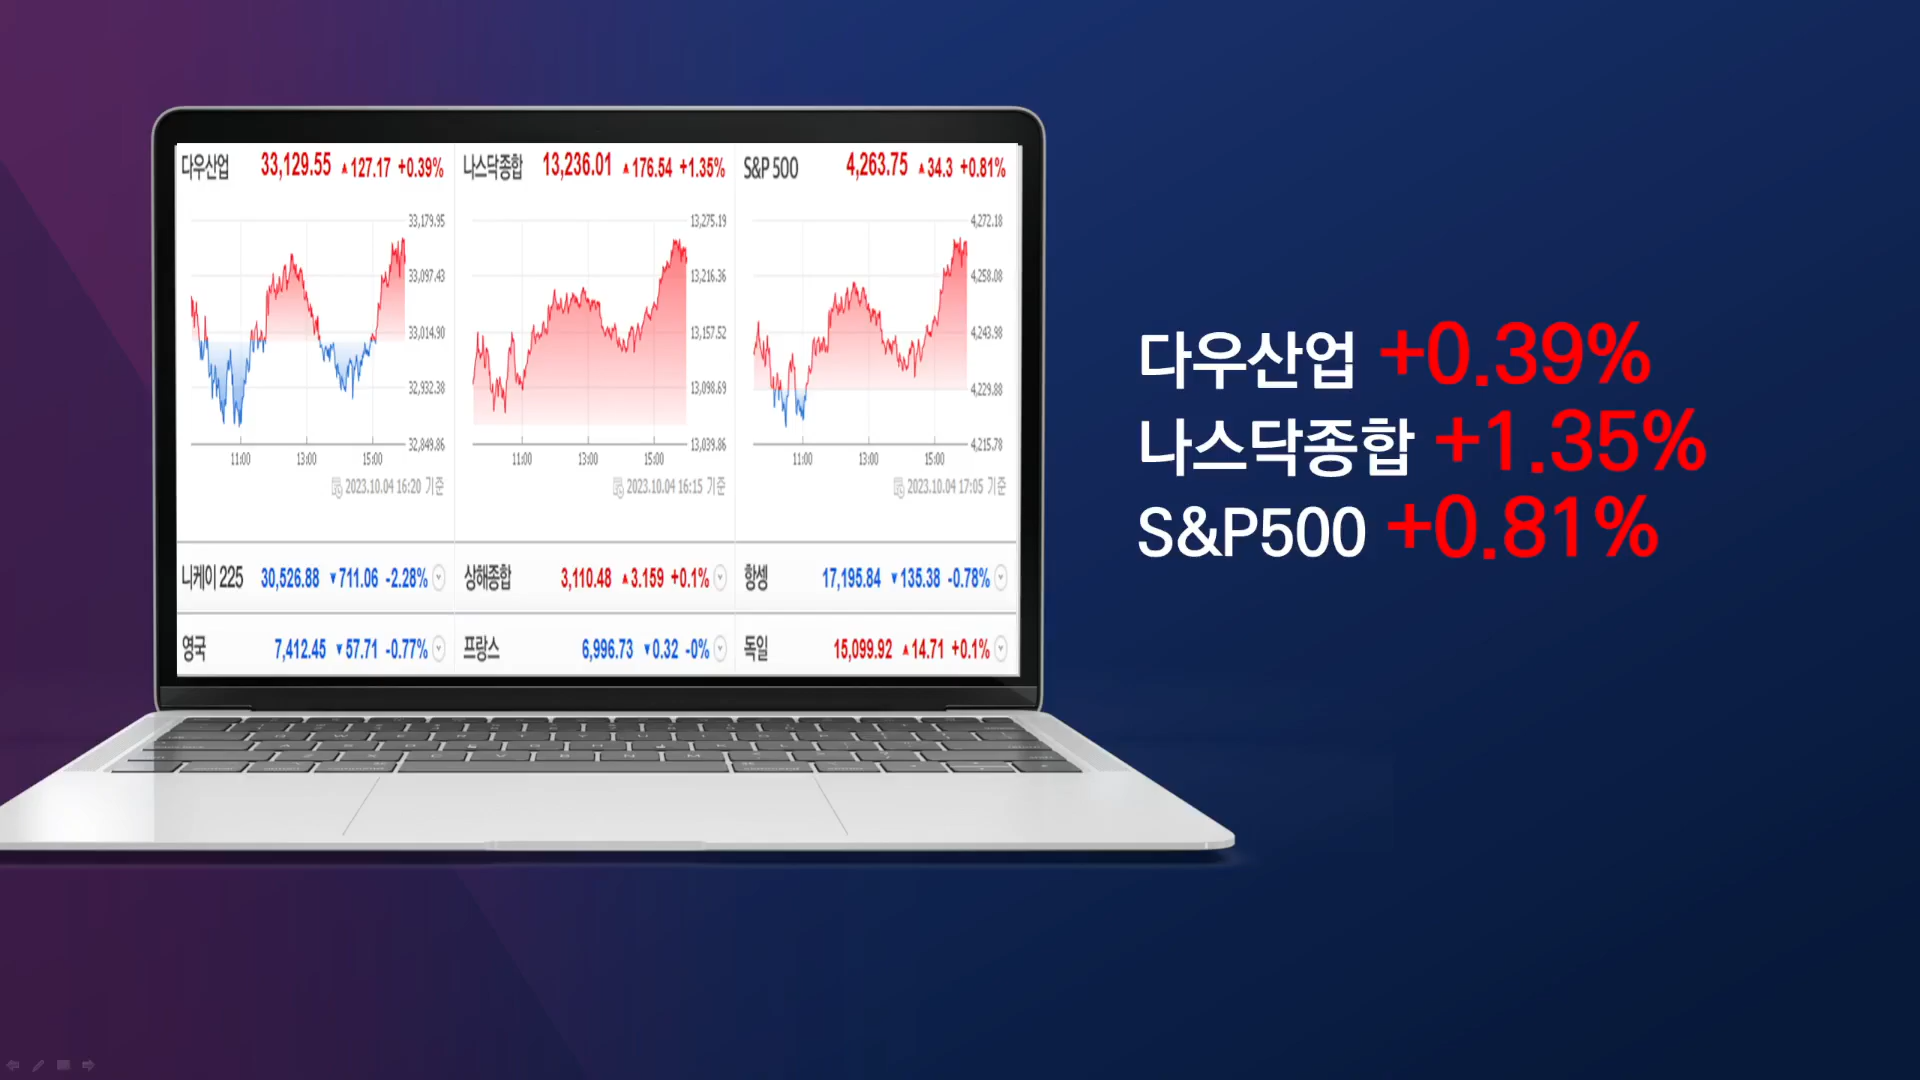 다우산업 33,129.55 ▲127.17 +0.39%
33,179.95
33,097.43
33,014.90
32,932.38
32,849.86
11:00 13:00 15:00
2023.10.04 16:20 기준
나스닥종합 13,236.01 ▲176.54 +1.35%
13,275.19
13,216.36
13,157.52
13,098.69
13,039.86
11:00 13:00 15:00
2023.10.04 16:15 기준
S&P 500 4,263.75 ▲34.3 +0.81%
4,272.18
4,258.08
4,243.98
4,229.88
4,215.78
11:00 13:00 15:00
2023.10.04 17:05 기준
니케이 225 30,526.88 ▼711.06 -2.28%
상해종합 3,110.48 ▲3.159 +0.1%
항셍 17,195.84 ▼135.38 -0.78%
영국 7,412.45 ▼57.71 -0.77%
프랑스 6,996.73 ▼0.32 -0%
독일 15,099.92 ▲14.71 +0.1%
다우산업 +0.39%
나스닥종합 +1.35%
S&P500 +0.81%